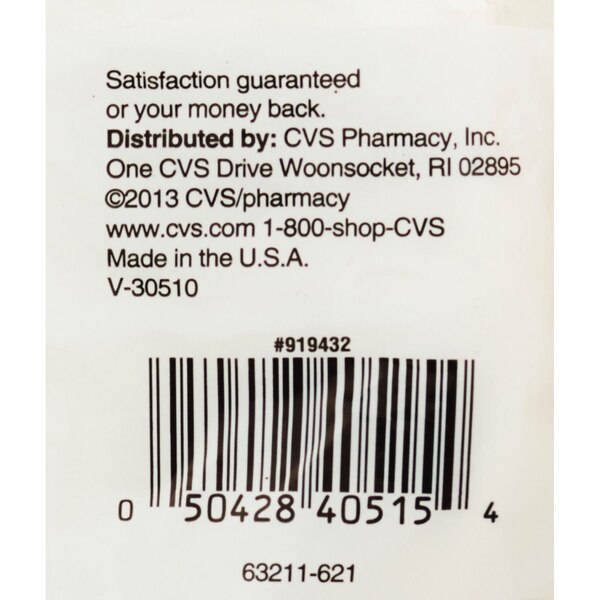 Satisfaction guaranteed
or your money back.
Distributed by: CVS Pharmacy, Inc.
One CVS Drive Woonsocket, RI 02895
©2013 CVS/pharmacy
www.cvs.com 1-800-shop-CVS
Made in the U.S.A.
V-30510
#919432
0 50428 40515 4
63211-621